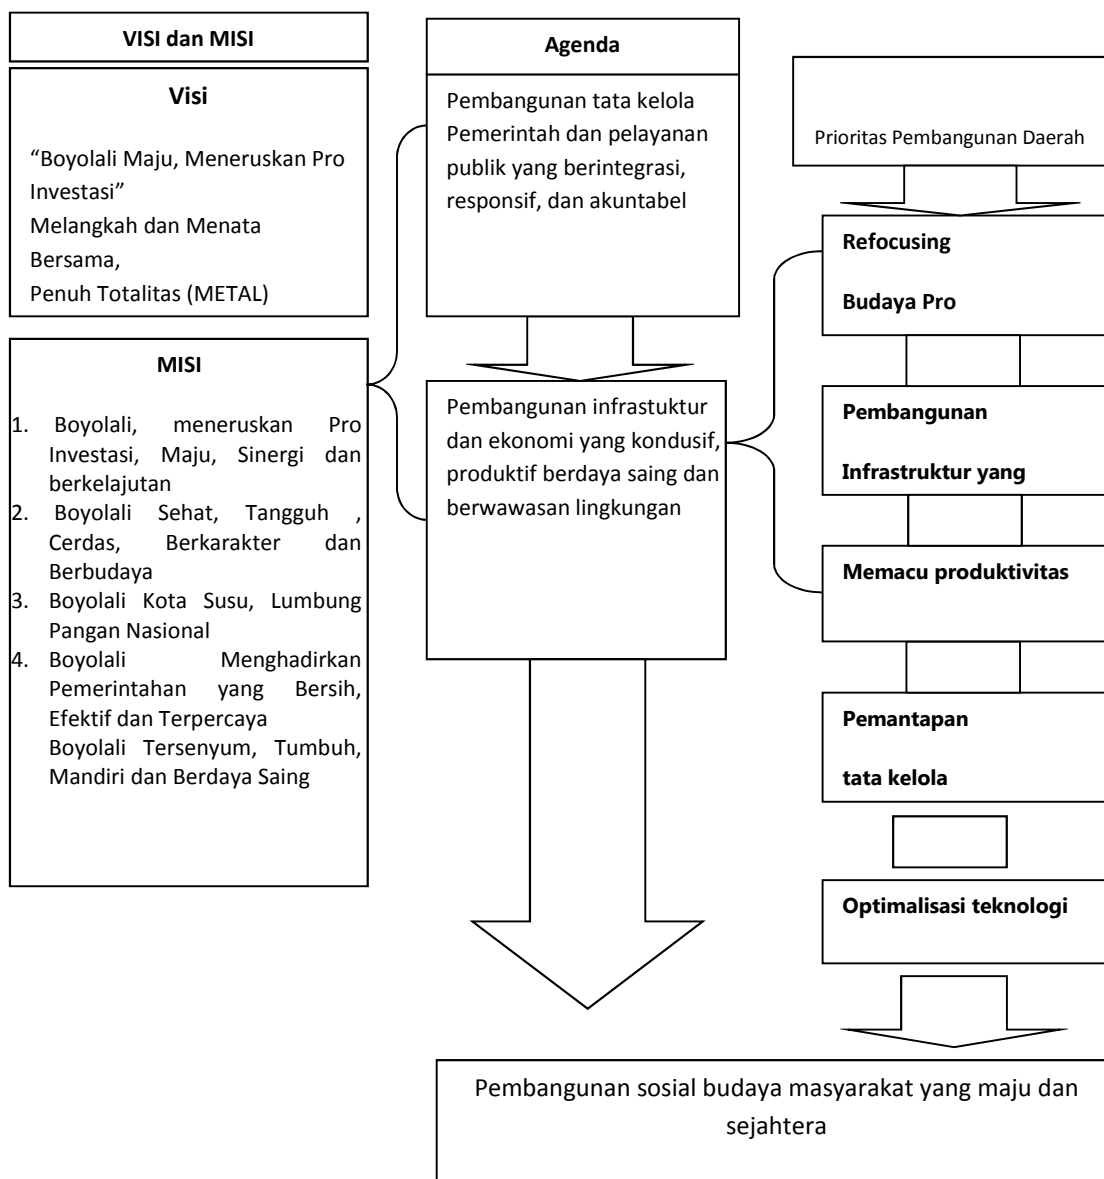 VISI dan MISI
Visi
“Boyolali Maju, Meneruskan Pro
Investasi”
Melangkah dan Menata
Bersama,
Penuh Totalitas (METAL)
MISI
1. Boyolali, meneruskan Pro
Investasi, Maju, Sinergi dan
berkelajutan
2. Boyolali Sehat, Tangguh ,
Cerdas, Berkarakter dan
Berbudaya
3. Boyolali Kota Susu, Lumbung
Pangan Nasional
4. Boyolali Menghadirkan
Pemerintahan yang Bersih,
Efektif dan Terpercaya
Boyolali Tersenyum, Tumbuh,
Mandiri dan Berdaya Saing
Agenda
Pembangunan tata kelola
Pemerintah dan pelayanan
publik yang berintegrasi,
responsif, dan akuntabel
Pembangunan infrastuktur
dan ekonomi yang kondusif,
produktif berdaya saing dan
berwawasan lingkungan
Prioritas Pembangunan Daerah
Refocusing
Budaya Pro
Pembangunan
Infrastruktur yang
Memacu produktivitas
Pemantapan
tata kelola
Optimalisasi teknologi
Pembangunan sosial budaya masyarakat yang maju dan
sejahtera